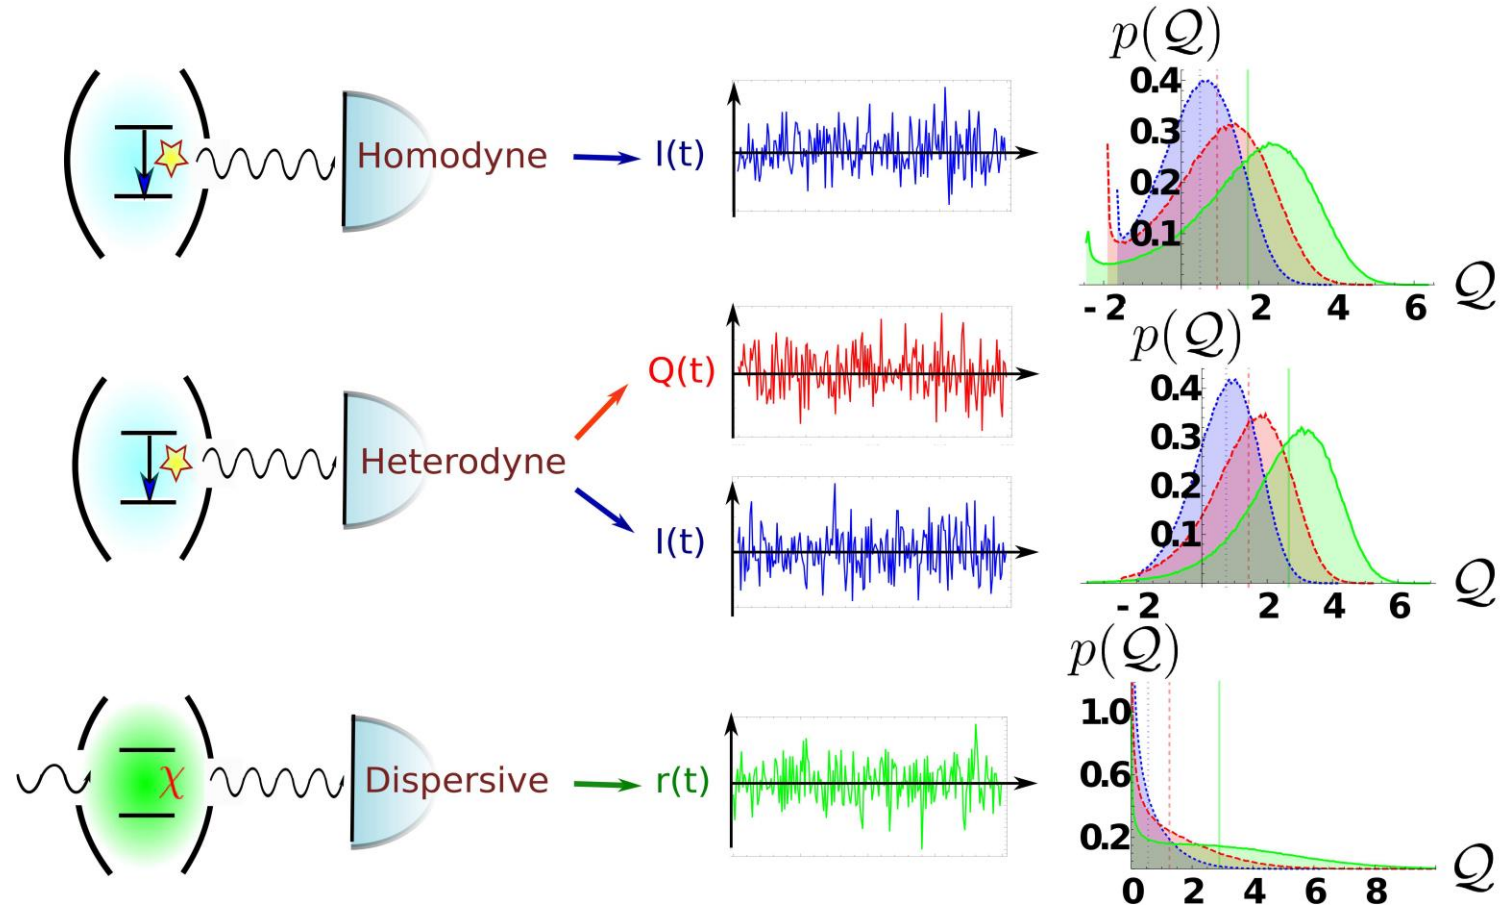 p(𝒬)
0.4
0.3
0.2
0.1
-2 2 4 6 𝒬
Homodyne I(t)
p(𝒬)
0.4
0.3
0.2
0.1
-2 2 4 6 𝒬
Q(t)
Heterodyne
I(t)
p(𝒬)
1.0
0.6
0.2
0 2 4 6 8 𝒬
χ Dispersive r(t)